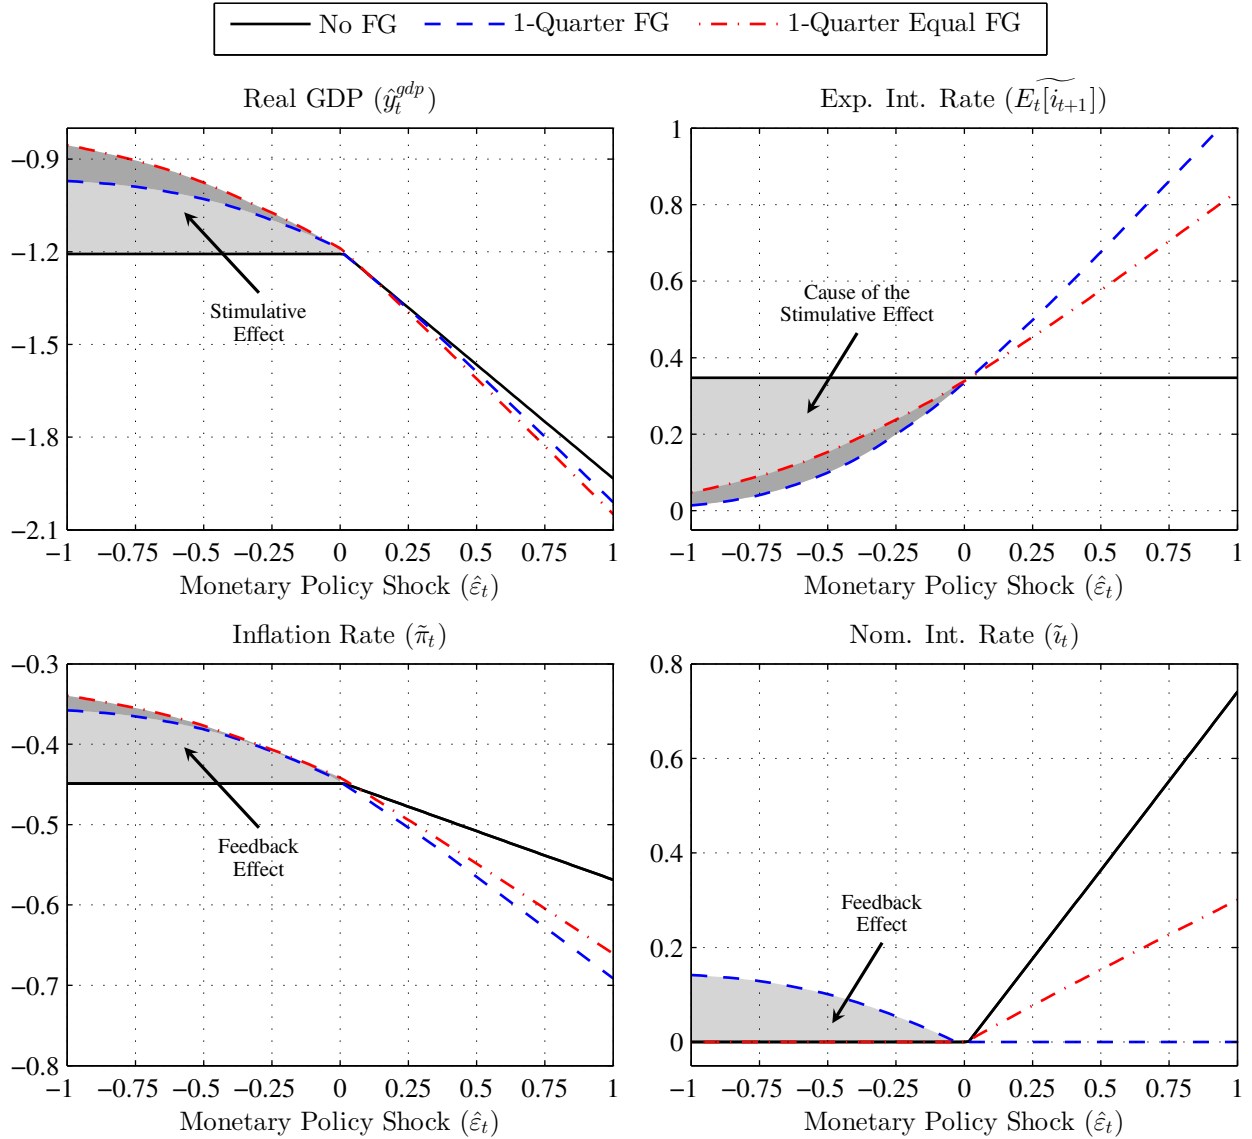 No FG 1-Quarter FG 1-Quarter Equal FG
Real GDP (ŷ_t^{gdp})
−0.9
−1.2
−1.5
−1.8
−2.1
Stimulative
Effect
−1 −0.75 −0.5 −0.25 0 0.25 0.5 0.75 1
Monetary Policy Shock (ε̂_t)
Exp. Int. Rate (E_t[ĩ_{t+1}])
1
0.8
0.6
0.4
0.2
0
Cause of the
Stimulative Effect
−1 −0.75 −0.5 −0.25 0 0.25 0.5 0.75 1
Monetary Policy Shock (ε̂_t)
Inflation Rate (π̃_t)
−0.3
−0.4
−0.5
−0.6
−0.7
−0.8
Feedback
Effect
−1 −0.75 −0.5 −0.25 0 0.25 0.5 0.75 1
Monetary Policy Shock (ε̂_t)
Nom. Int. Rate (ĩ_t)
0.8
0.6
0.4
0.2
0
Feedback
Effect
−1 −0.75 −0.5 −0.25 0 0.25 0.5 0.75 1
Monetary Policy Shock (ε̂_t)